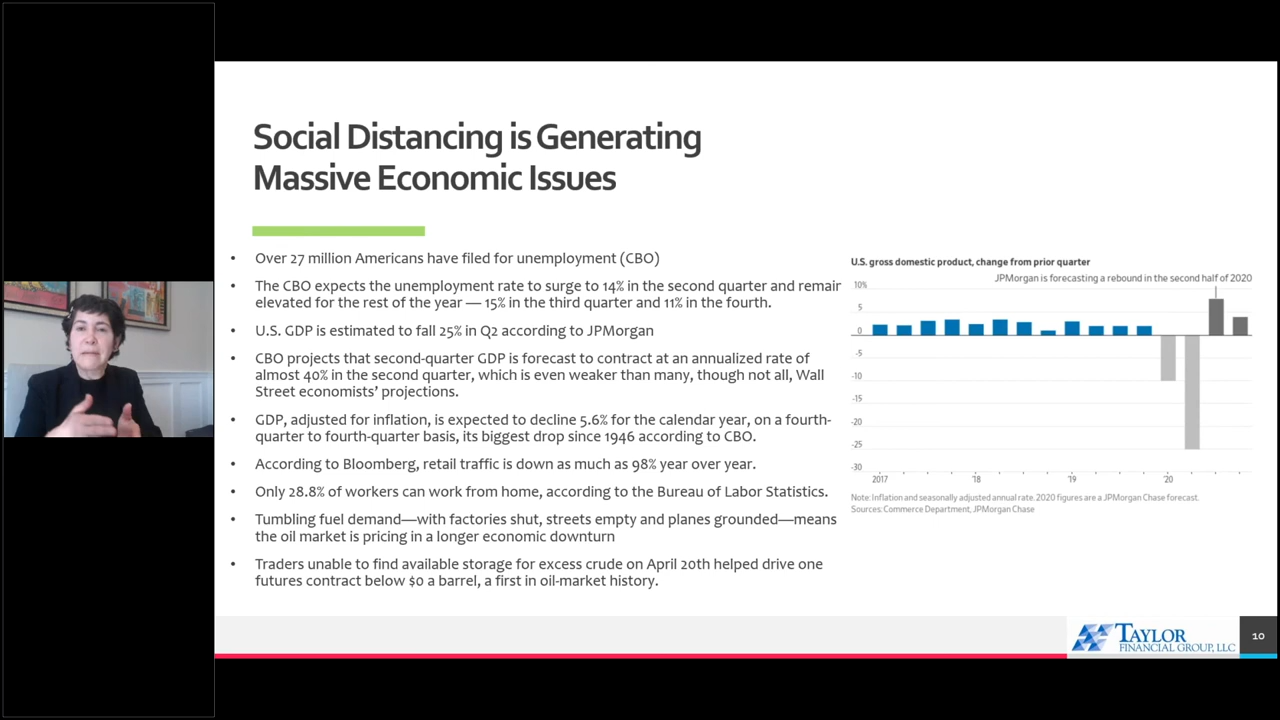 Social Distancing is Generating
Massive Economic Issues
• Over 27 million Americans have filed for unemployment (CBO)
• The CBO expects the unemployment rate to surge to 14% in the second quarter and remain
elevated for the rest of the year — 15% in the third quarter and 11% in the fourth.
• U.S. GDP is estimated to fall 25% in Q2 according to JPMorgan
• CBO projects that second-quarter GDP is forecast to contract at an annualized rate of
almost 40% in the second quarter, which is even weaker than many, though not all, Wall
Street economists' projections.
• GDP, adjusted for inflation, is expected to decline 5.6% for the calendar year, on a fourth-
quarter to fourth-quarter basis, its biggest drop since 1946 according to CBO.
• According to Bloomberg, retail traffic is down as much as 98% year over year.
• Only 28.8% of workers can work from home, according to the Bureau of Labor Statistics.
• Tumbling fuel demand—with factories shut, streets empty and planes grounded—means
the oil market is pricing in a longer economic downturn
• Traders unable to find available storage for excess crude on April 20th helped drive one
futures contract below $0 a barrel, a first in oil-market history.
U.S. gross domestic product, change from prior quarter
JPMorgan is forecasting a rebound in the second half of 2020
10%
5
0
-5
-10
-15
-20
-25
-30
2017 '18 '19 '20
Note: Inflation and seasonally adjusted annual rate. 2020 figures are a JPMorgan Chase forecast.
Sources: Commerce Department, JPMorgan Chase
TAYLOR
FINANCIAL GROUP, LLC
10